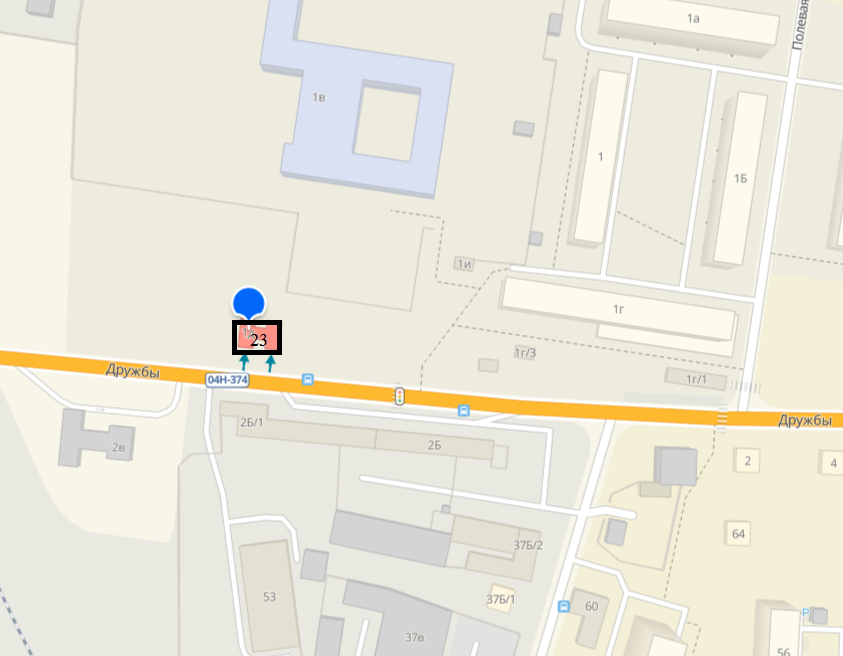 1а
Полевая
1в
1
1Б
1и
1г
23
1г/3
Дружбы
04Н-374
1г/1
Дружбы
2Б/1
2Б
2в
2
4
64
37Б/2
53
37Б/1
60
Р
37в
56